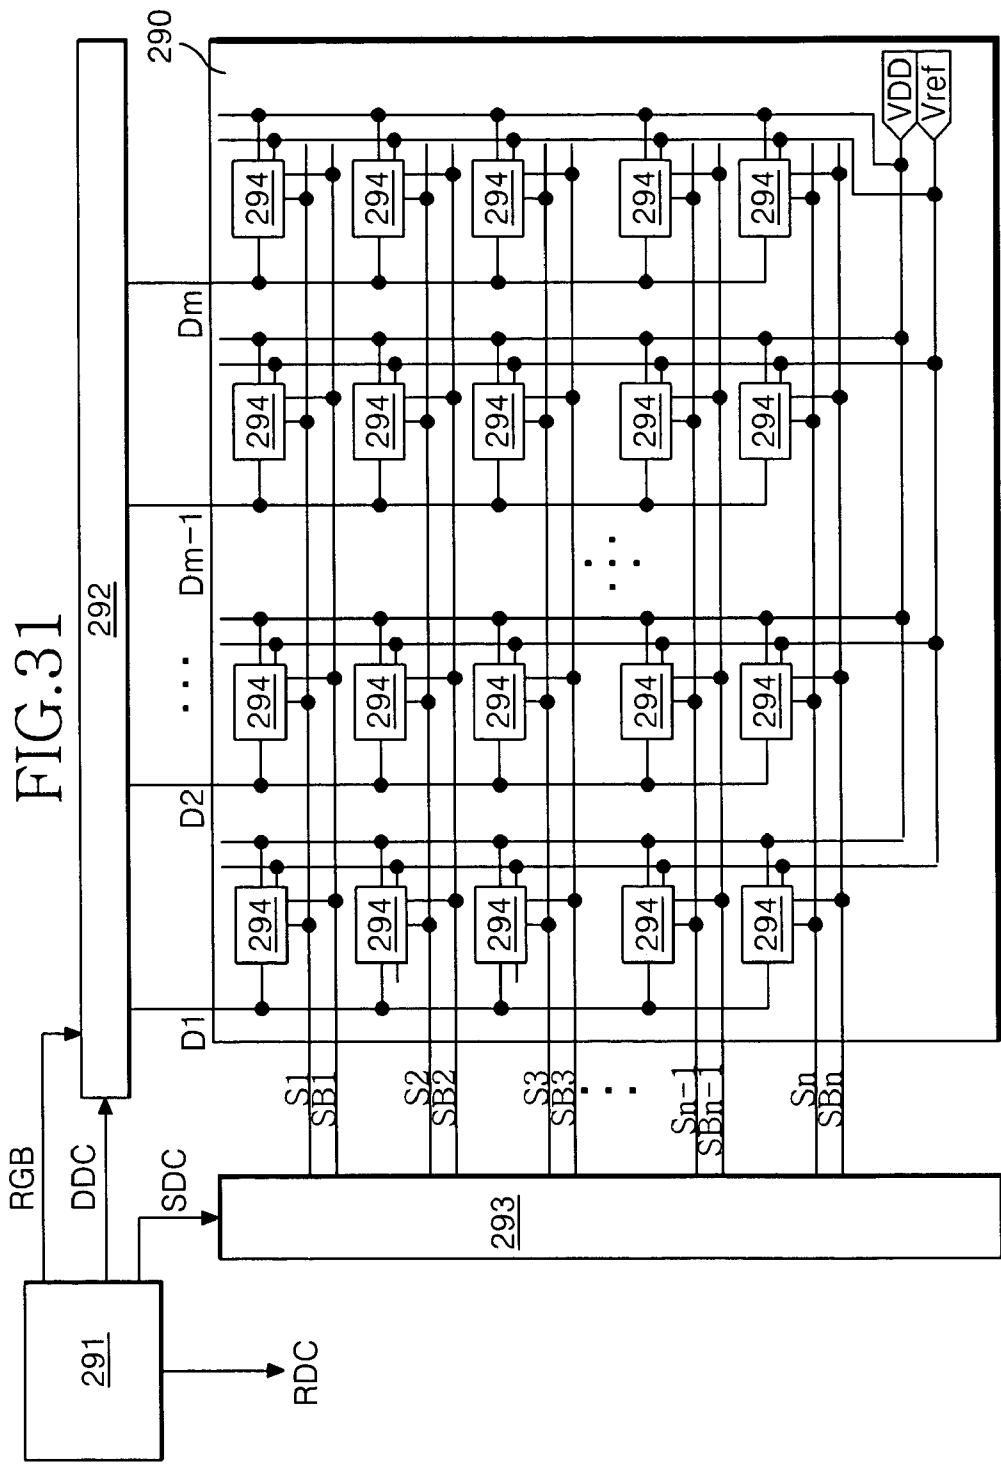 FIG.31
RGB
DDC
SDC
RDC
291
292
293
290
D1
D2
. . .
Dm-1
Dm
S1
SB1
S2
SB2
S3
SB3
. . .
Sn-1
SBn-1
Sn
SBn
294 294 294 294
294 294 294 294
294 294 294 294
294 294 294 294
294 294 294 294
VDD
Vref